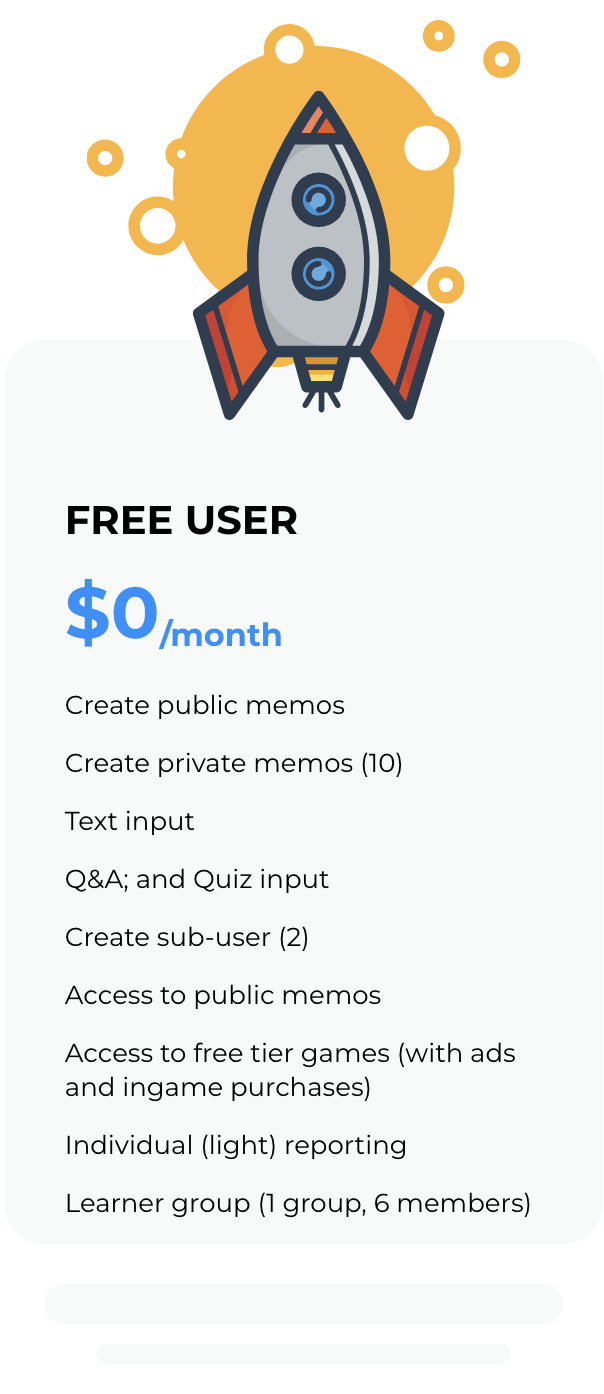 FREE USER
$0/month
Create public memos
Create private memos (10)
Text input
Q&A; and Quiz input
Create sub-user (2)
Access to public memos
Access to free tier games (with ads
and ingame purchases)
Individual (light) reporting
Learner group (1 group, 6 members)